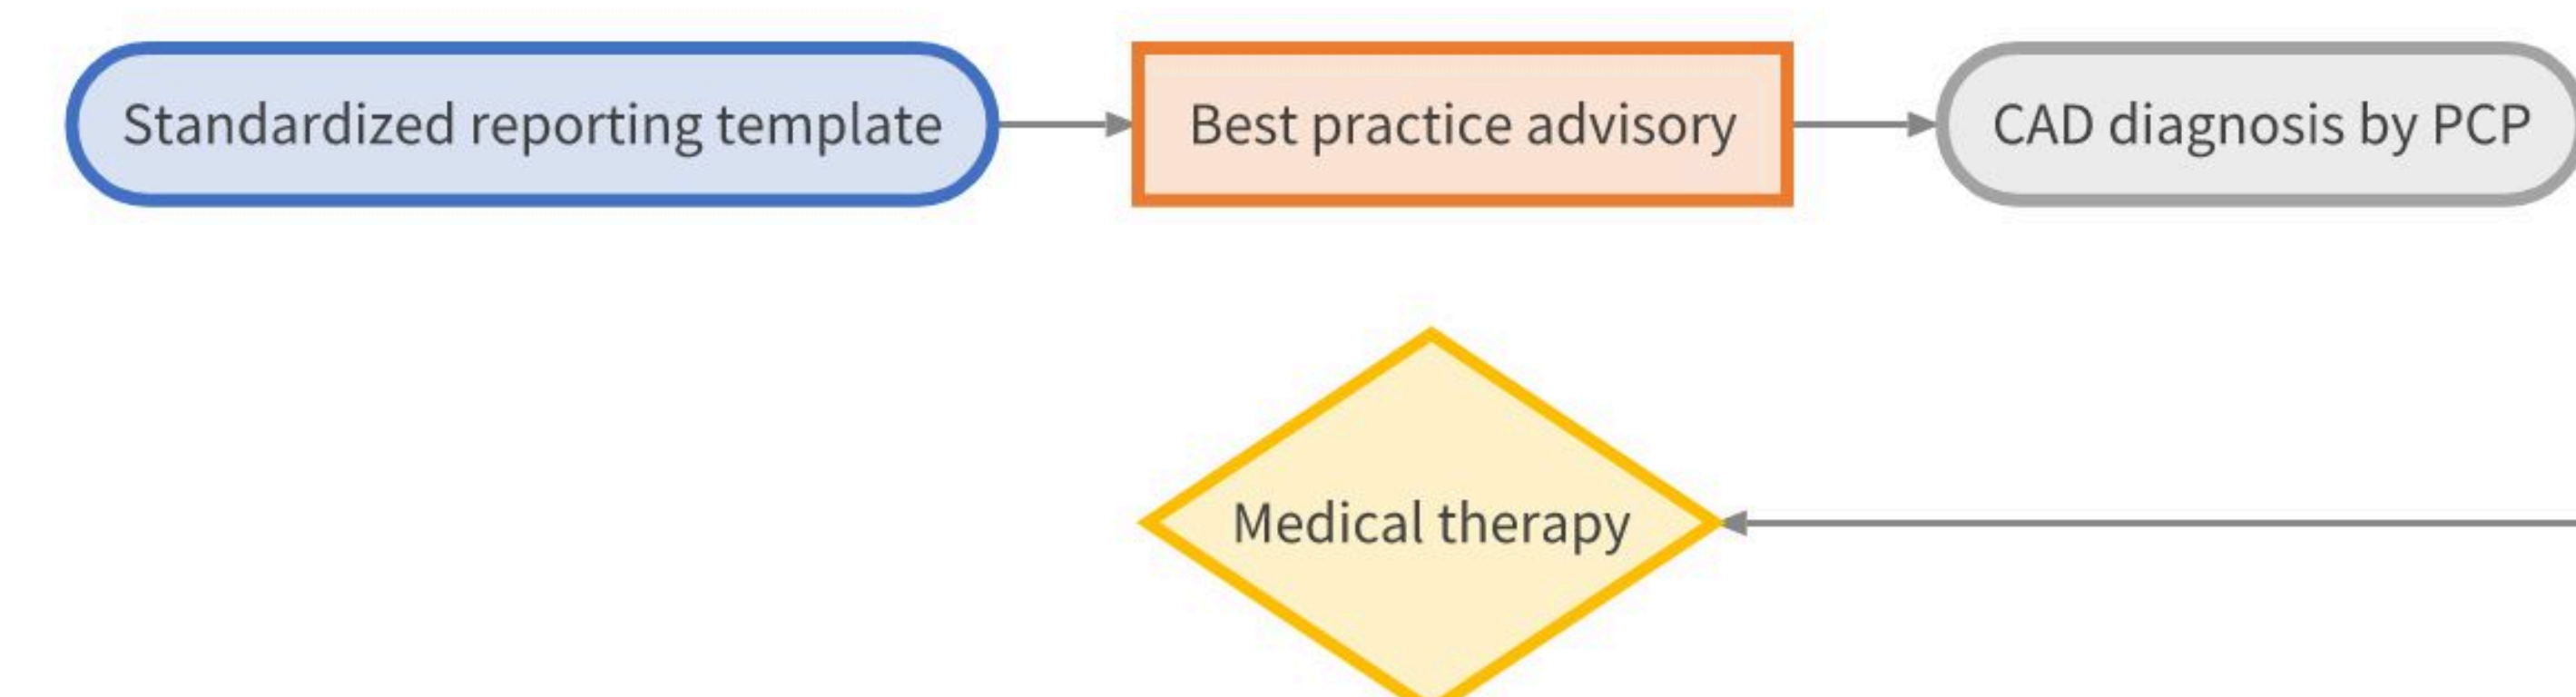 Standardized reporting template
Best practice advisory
CAD diagnosis by PCP
Medical therapy